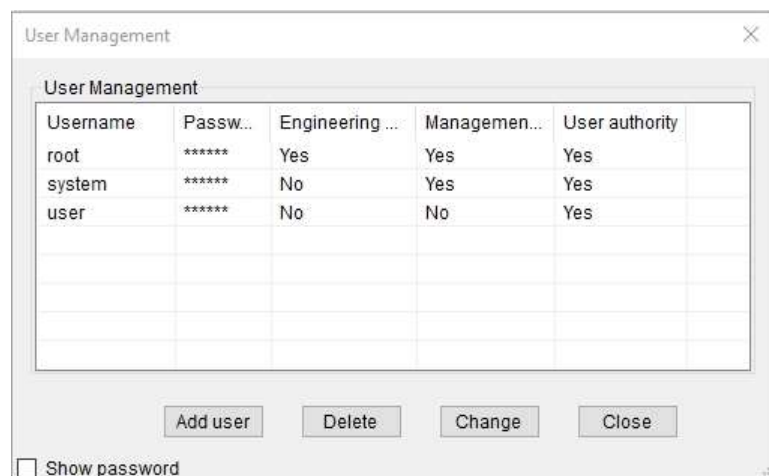 User Management
User Management
Username Passw... Engineering ... Managemen... User authority
root ****** Yes Yes Yes
system ****** No Yes Yes
user ****** No No Yes
Add user Delete Change Close
Show password